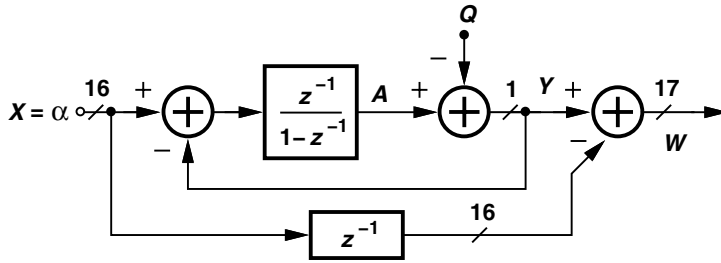 Q
X = α
16
+
−
z⁻¹
1 − z⁻¹
A
+
−
1
Y
+
−
17
W
16
z⁻¹